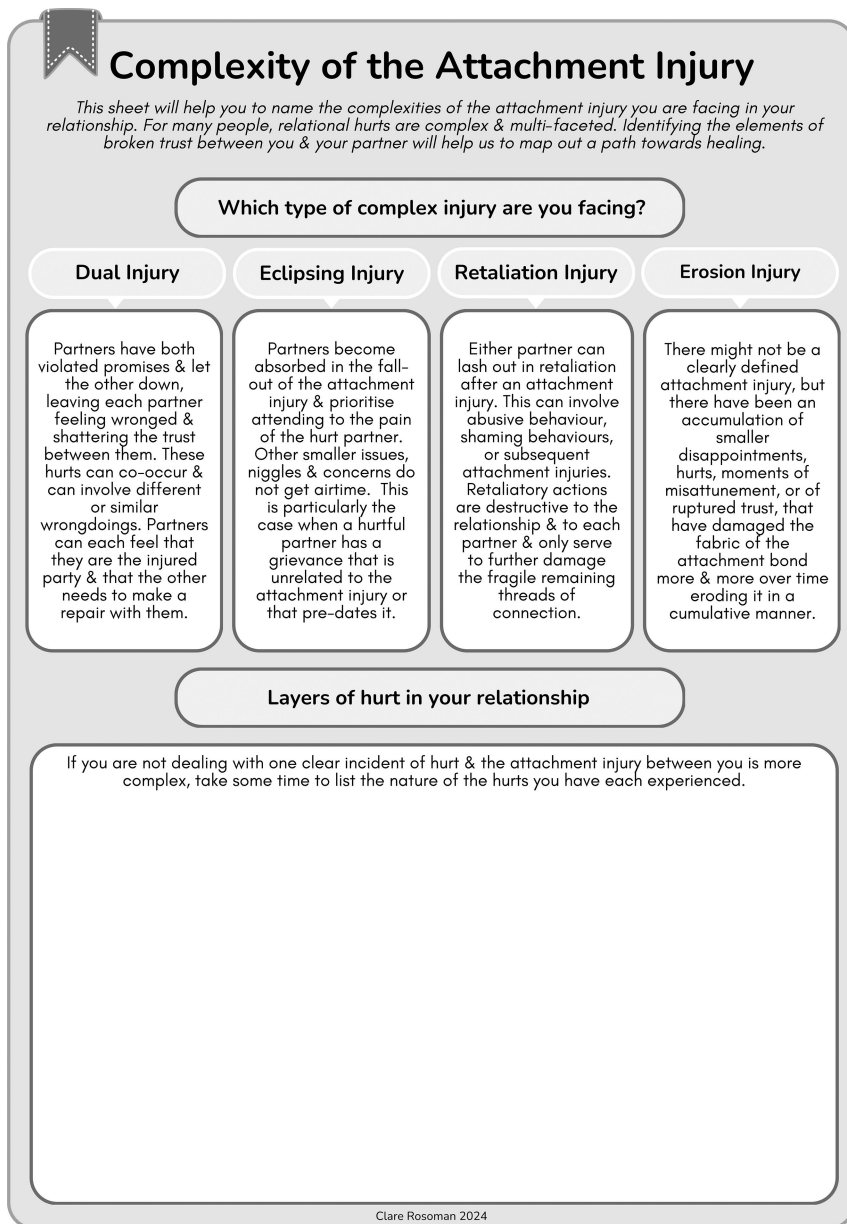 Complexity of the Attachment Injury
This sheet will help you to name the complexities of the attachment injury you are facing in your
relationship. For many people, relational hurts are complex & multi-faceted. Identifying the elements of
broken trust between you & your partner will help us to map out a path towards healing.
Which type of complex injury are you facing?
Dual Injury
Partners have both
violated promises & let
the other down,
leaving each partner
feeling wronged &
shattering the trust
between them. These
hurts can co-occur &
can involve different
or similar
wrongdoings. Partners
can each feel that
they are the injured
party & that the other
needs to make a
repair with them.
Eclipsing Injury
Partners become
absorbed in the fall-
out of the attachment
injury & prioritise
attending to the pain
of the hurt partner.
Other smaller issues,
niggles & concerns do
not get airtime. This
is particularly the
case when a hurtful
partner has a
grievance that is
unrelated to the
attachment injury or
that pre-dates it.
Retaliation Injury
Either partner can
lash out in retaliation
after an attachment
injury. This can involve
abusive behaviour,
shaming behaviours,
or subsequent
attachment injuries.
Retaliatory actions
are destructive to the
relationship & to each
partner & only serve
to further damage
the fragile remaining
threads of
connection.
Erosion Injury
There might not be a
clearly defined
attachment injury, but
there have been an
accumulation of
smaller
disappointments,
hurts, moments of
misattunement, or of
ruptured trust, that
have damaged the
fabric of the
attachment bond
more & more over time
eroding it in a
cumulative manner.
Layers of hurt in your relationship
If you are not dealing with one clear incident of hurt & the attachment injury between you is more
complex, take some time to list the nature of the hurts you have each experienced.
Clare Rosoman 2024